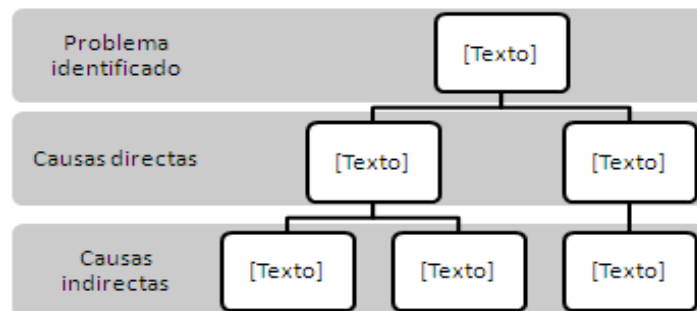 Problema
identificado
[Texto]
Causas directas
[Texto]
[Texto]
Causas
indirectas
[Texto]
[Texto]
[Texto]